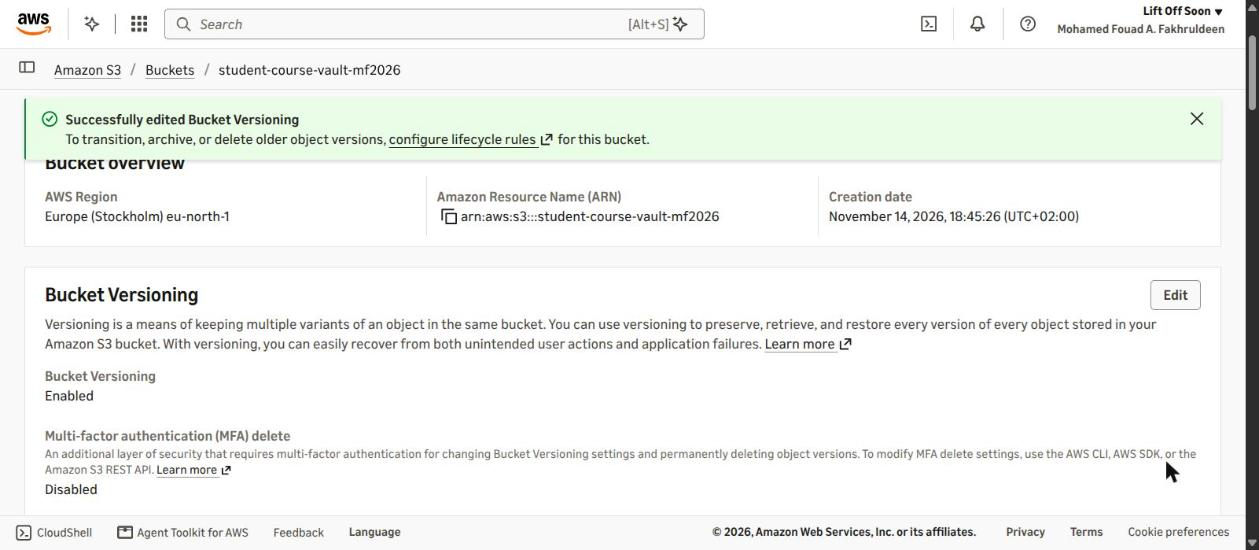 aws
Search
[Alt+S]
Lift Off Soon ▼
Mohamed Fouad A. Fakhruldeen
Amazon S3 / Buckets / student-course-vault-mf2026
Successfully edited Bucket Versioning
To transition, archive, or delete older object versions, configure lifecycle rules for this bucket.
Bucket overview
AWS Region
Europe (Stockholm) eu-north-1
Amazon Resource Name (ARN)
arn:aws:s3:::student-course-vault-mf2026
Creation date
November 14, 2026, 18:45:26 (UTC+02:00)
Bucket Versioning
Edit
Versioning is a means of keeping multiple variants of an object in the same bucket. You can use versioning to preserve, retrieve, and restore every version of every object stored in your
Amazon S3 bucket. With versioning, you can easily recover from both unintended user actions and application failures. Learn more
Bucket Versioning
Enabled
Multi-factor authentication (MFA) delete
An additional layer of security that requires multi-factor authentication for changing Bucket Versioning settings and permanently deleting object versions. To modify MFA delete settings, use the AWS CLI, AWS SDK, or the
Amazon S3 REST API. Learn more
Disabled
CloudShell
Agent Toolkit for AWS
Feedback
Language
© 2026, Amazon Web Services, Inc. or its affiliates.
Privacy
Terms
Cookie preferences